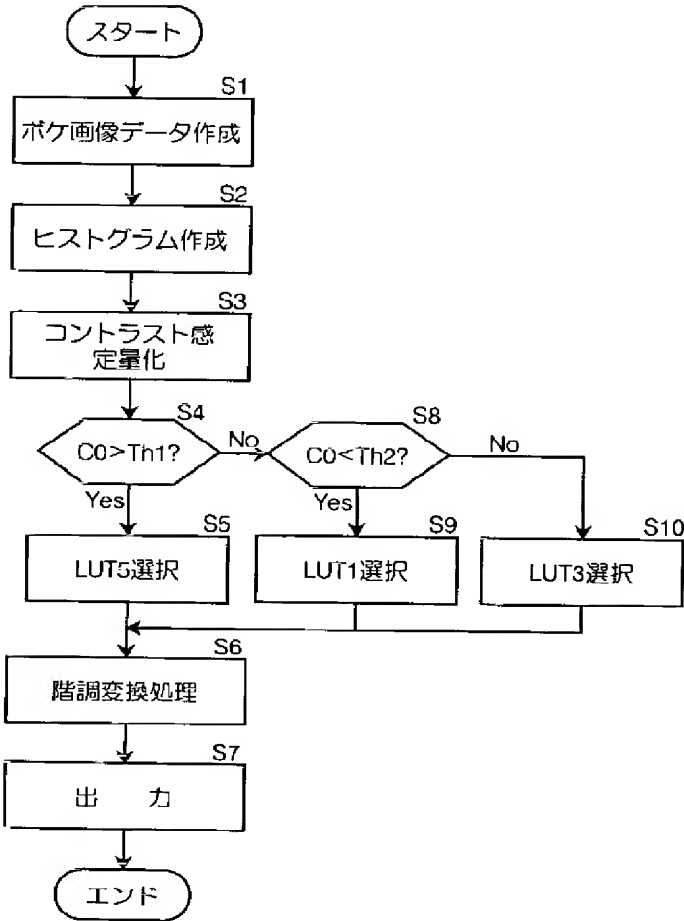 スタート
S1
ボケ画像データ作成
S2
ヒストグラム作成
S3
コントラスト感
定量化
S4
C0>Th1?
No
S8
C0<Th2?
No
Yes
Yes
S5
LUT5選択
S9
LUT1選択
S10
LUT3選択
S6
階調変換処理
S7
出 力
エンド